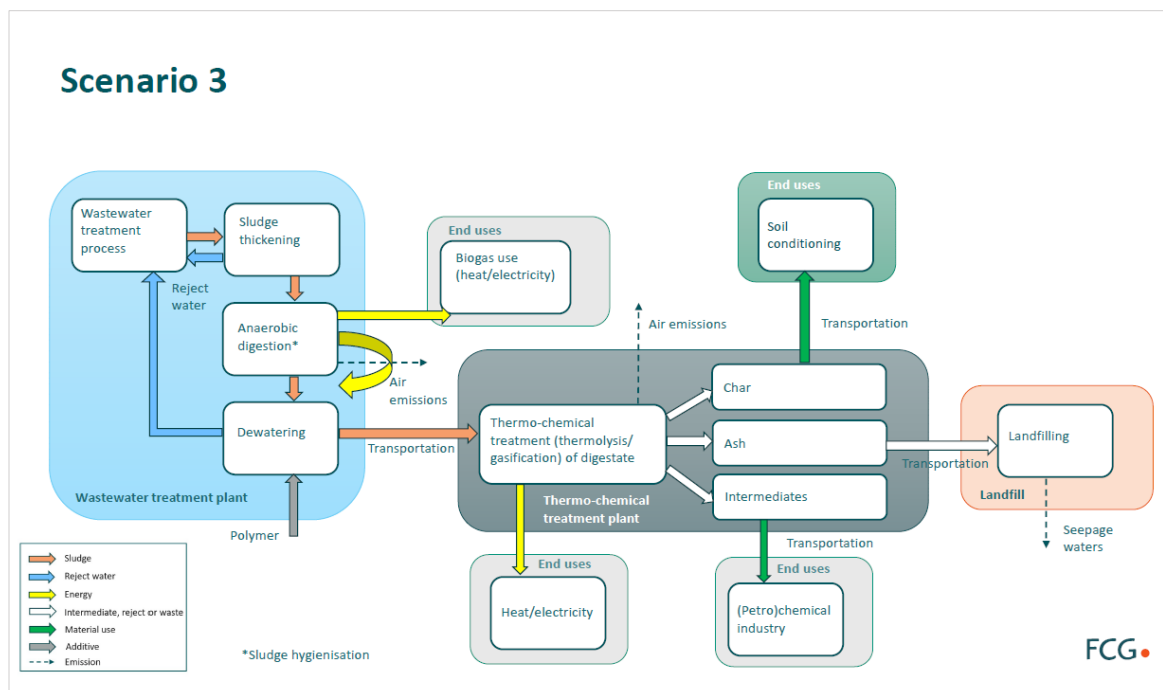 Scenario 3
Wastewater
treatment
process
Sludge
thickening
Reject
water
Anaerobic
digestion*
Air
emissions
Dewatering
Wastewater treatment plant
Polymer
End uses
Biogas use
(heat/electricity)
End uses
Soil
conditioning
Air emissions
Transportation
Transportation
Thermo-chemical
treatment (thermolysis/
gasification) of digestate
Char
Ash
Intermediates
Thermo-chemical
treatment plant
Transportation
Landfilling
Landfill
Seepage
waters
Transportation
End uses
Heat/electricity
End uses
(Petro)chemical
industry
Sludge
Reject water
Energy
Intermediate, reject or waste
Material use
Additive
Emission
*Sludge hygienisation
FCG